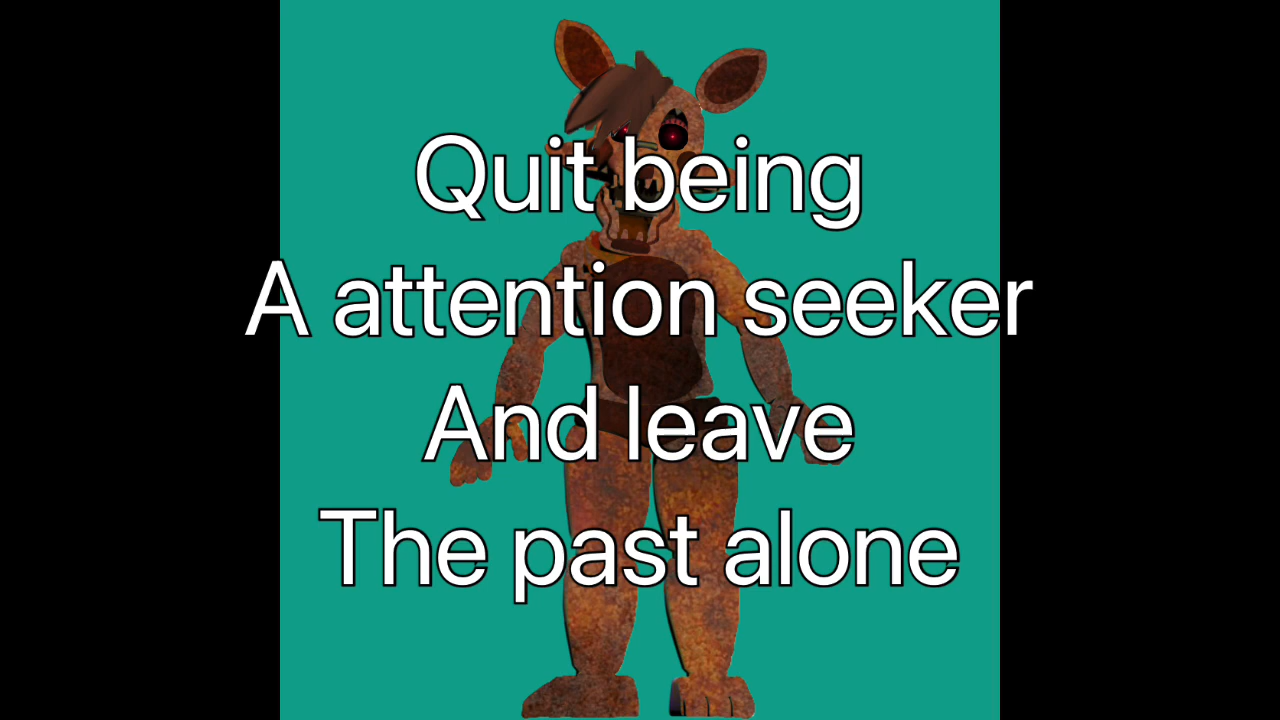 Quit being
A attention seeker
And leave
The past alone